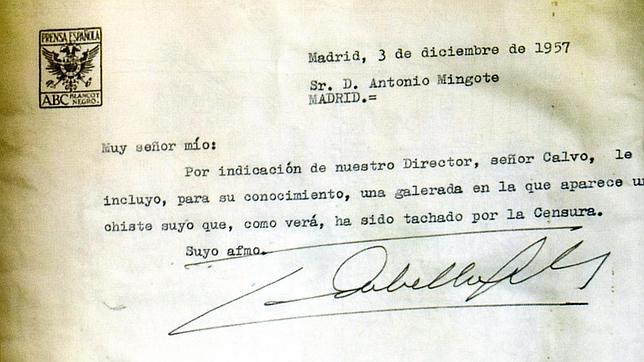 PRENSA ESPAÑOLA
ABC BLANCO Y NEGRO.
Madrid, 3 de diciembre de 1957
Sr. D. Antonio Mingote
MADRID.=
Muy señor mío:
Por indicación de nuestro Director, señor Calvo, le
incluyo, para su conocimiento, una galerada en la que aparece un
chiste suyo que, como verá, ha sido tachado por la Censura.
Suyo afmo.